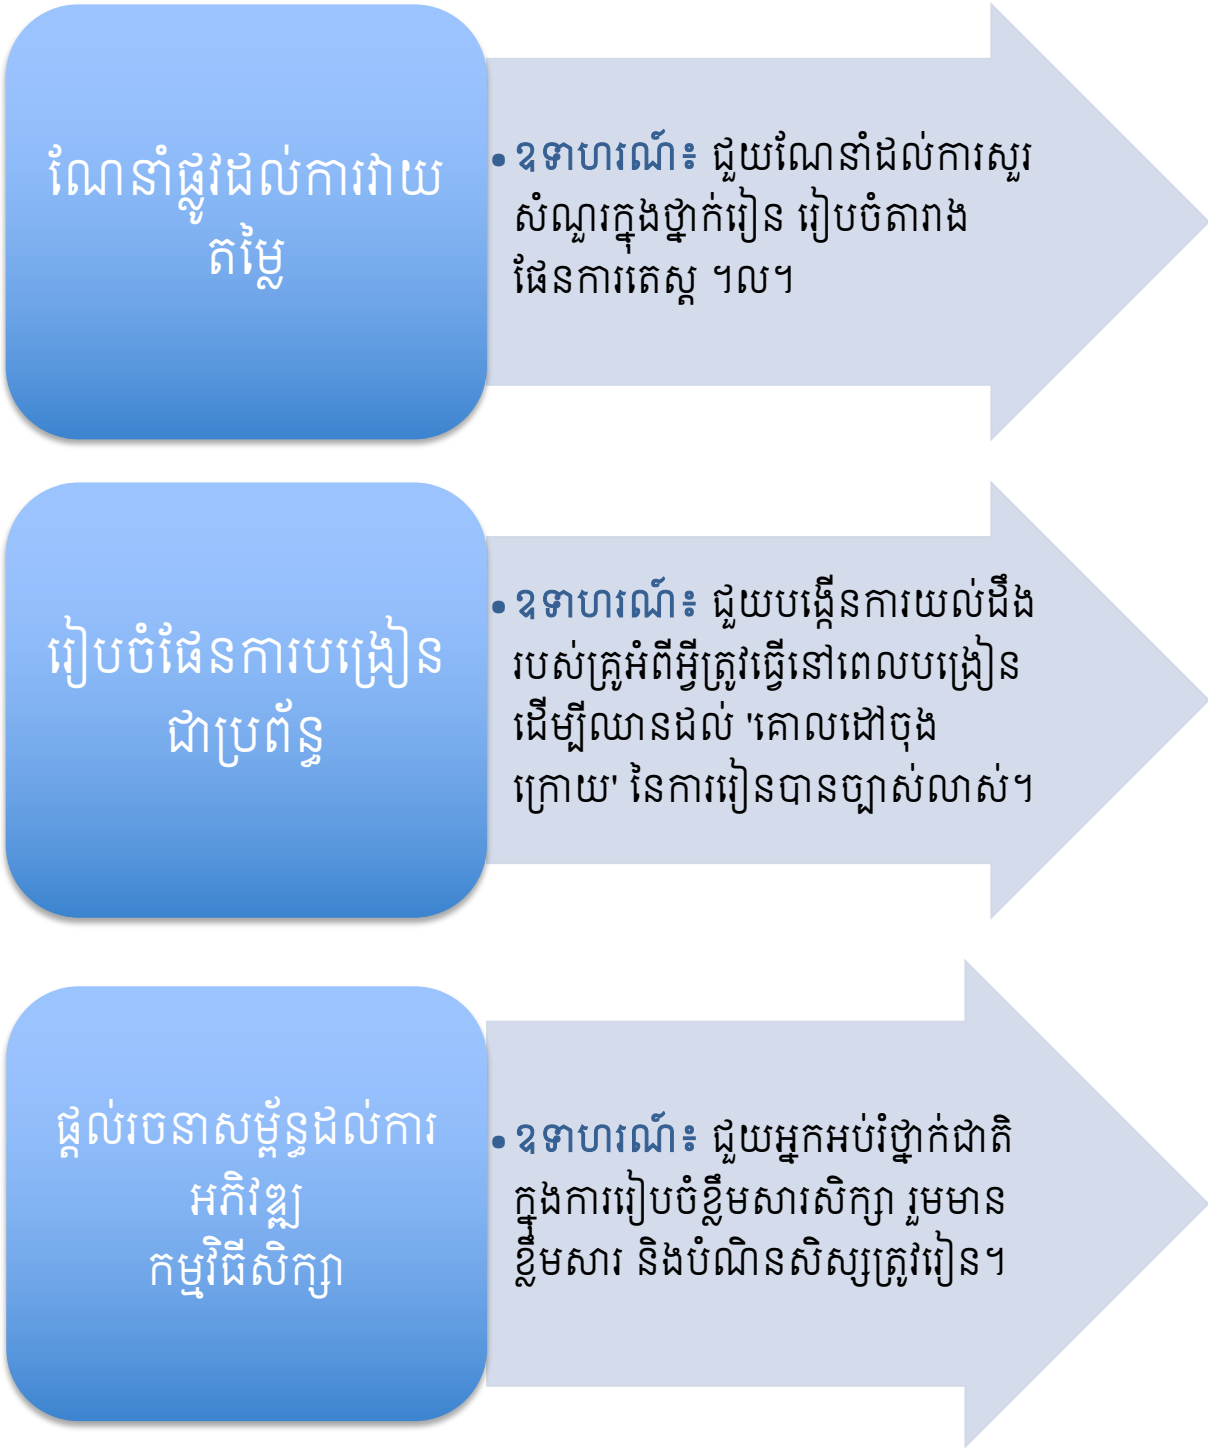 ណែនាំផ្លូវដល់ការវាយ
តម្លៃ
• ឧទាហរណ៍៖ ជួយណែនាំដល់ការសួរ
សំណួរក្នុងថ្នាក់រៀន រៀបចំតារាង
ផែនការតេស្ត ។ល។
រៀបចំផែនការបង្រៀន
ជាប្រព័ន្ធ
• ឧទាហរណ៍៖ ជួយបង្កើនការយល់ដឹង
របស់គ្រូអំពីអ្វីត្រូវធ្វើនៅពេលបង្រៀន
ដើម្បីឈានដល់ 'គោលដៅចុង
ក្រោយ' នៃការរៀនបានច្បាស់លាស់។
ផ្តល់រចនាសម្ព័ន្ធដល់ការ
អភិវឌ្ឍ
កម្មវិធីសិក្សា
• ឧទាហរណ៍៖ ជួយអ្នកអប់រំថ្នាក់ជាតិ
ក្នុងការរៀបចំខ្លឹមសារសិក្សា រួមមាន
ខ្លឹមសារ និងបំណិនសិស្សត្រូវរៀន។